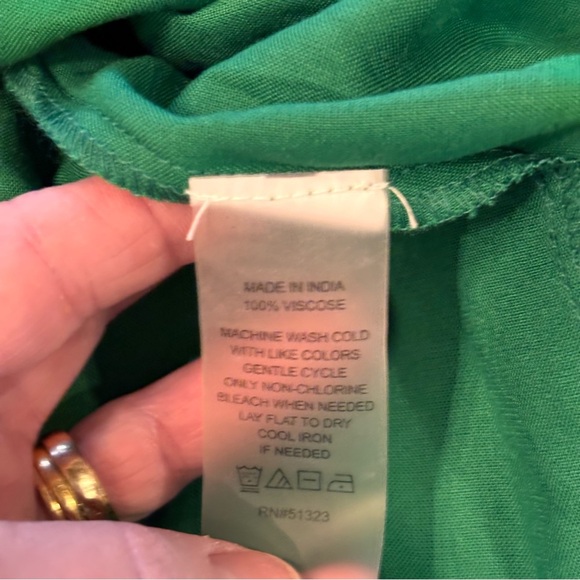 MADE IN INDIA
100% VISCOSE
MACHINE WASH COLD
WITH LIKE COLORS
GENTLE CYCLE
ONLY NON-CHLORINE
BLEACH WHEN NEEDED
LAY FLAT TO DRY
COOL IRON
IF NEEDED
RN#51323